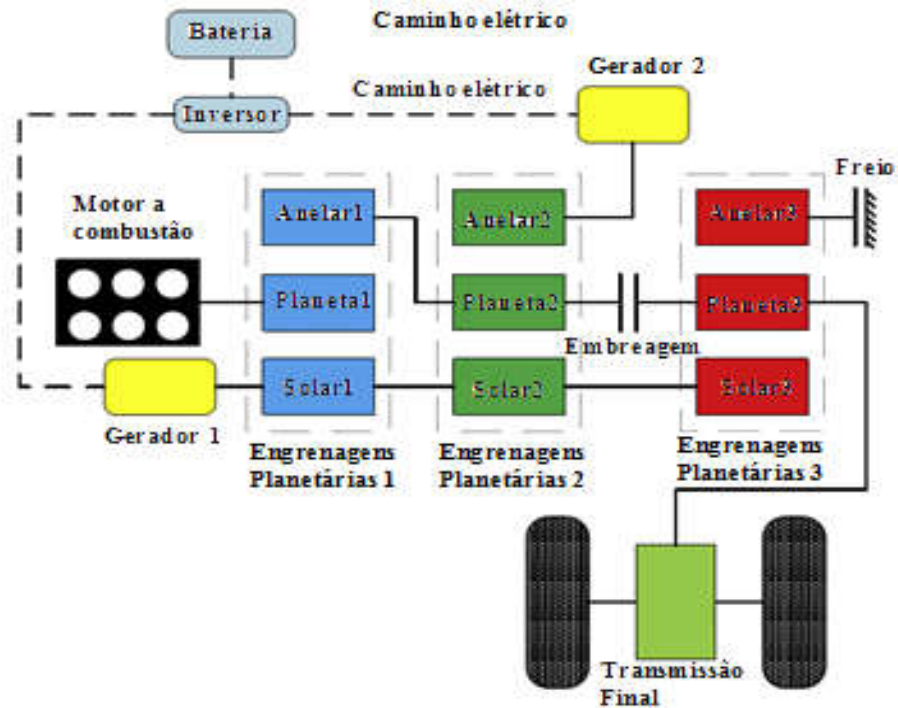 Caminho elétrico
Bateria
Gerador 2
Caminho elétrico
Inversor
Freio
Motor a
combustão
Anelar1
Anelar2
Anelar3
Planeta1
Planeta2
Planeta3
Embreagem
Solar1
Solar2
Solar3
Gerador 1
Engrenagens
Planetárias 1
Engrenagens
Planetárias 2
Engrenagens
Planetárias 3
Transmissão
Final